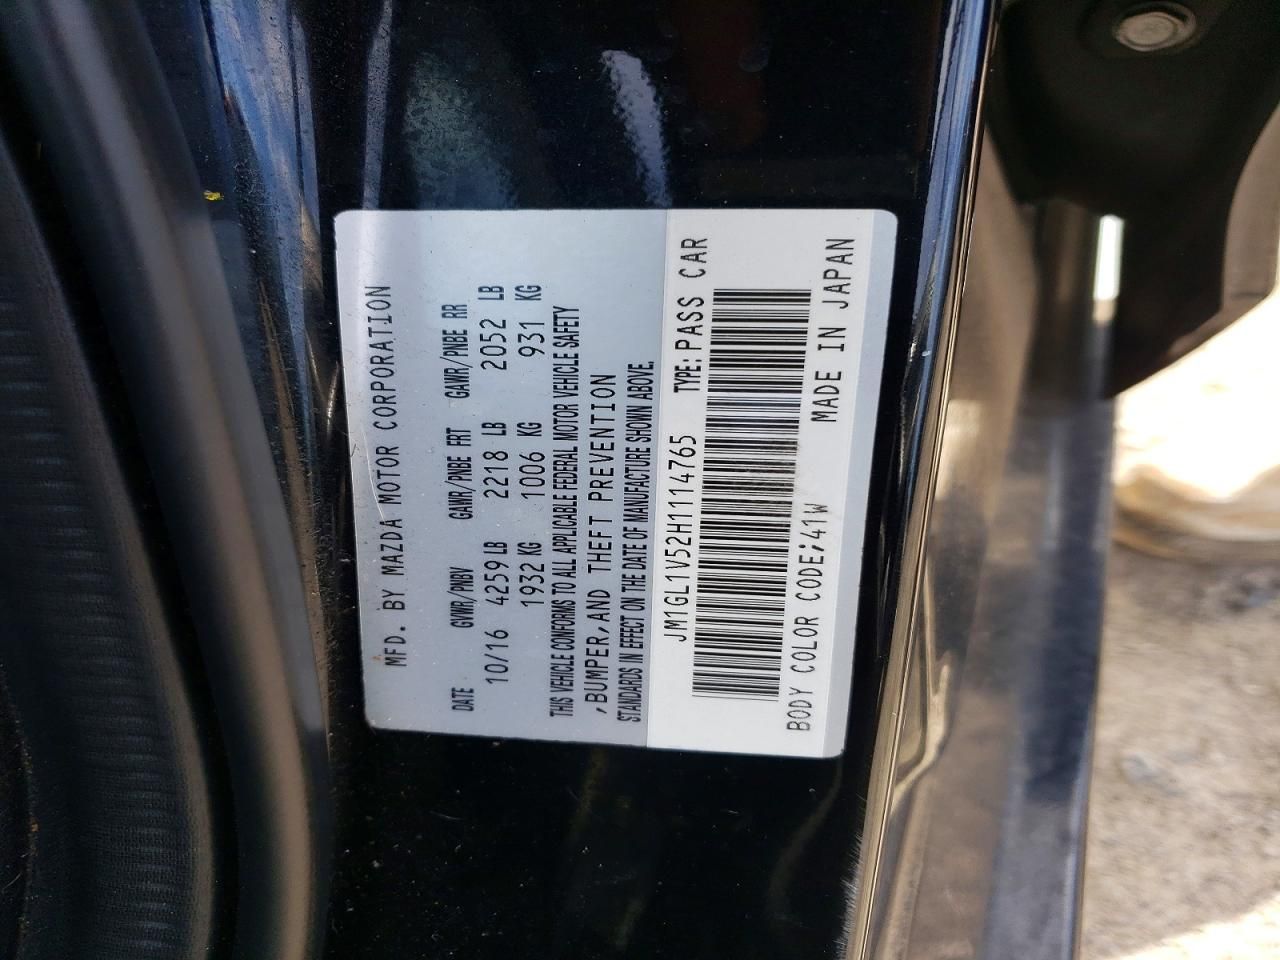 MFD. BY MAZDA MOTOR CORPORATION
DATE GVWR/PNBV GAWR/PNBE FRT GAWR/PNBE RR
10/16 4259 LB 2218 LB 2052 LB
1932 KG 1006 KG 931 KG
THIS VEHICLE CONFORMS TO ALL APPLICABLE FEDERAL MOTOR VEHICLE SAFETY
,BUMPER,AND THEFT PREVENTION
STANDARDS IN EFFECT ON THE DATE OF MANUFACTURE SHOWN ABOVE.
JM1GL1V52H1114765 TYPE: PASS CAR
BODY COLOR CODE;41W MADE IN JAPAN